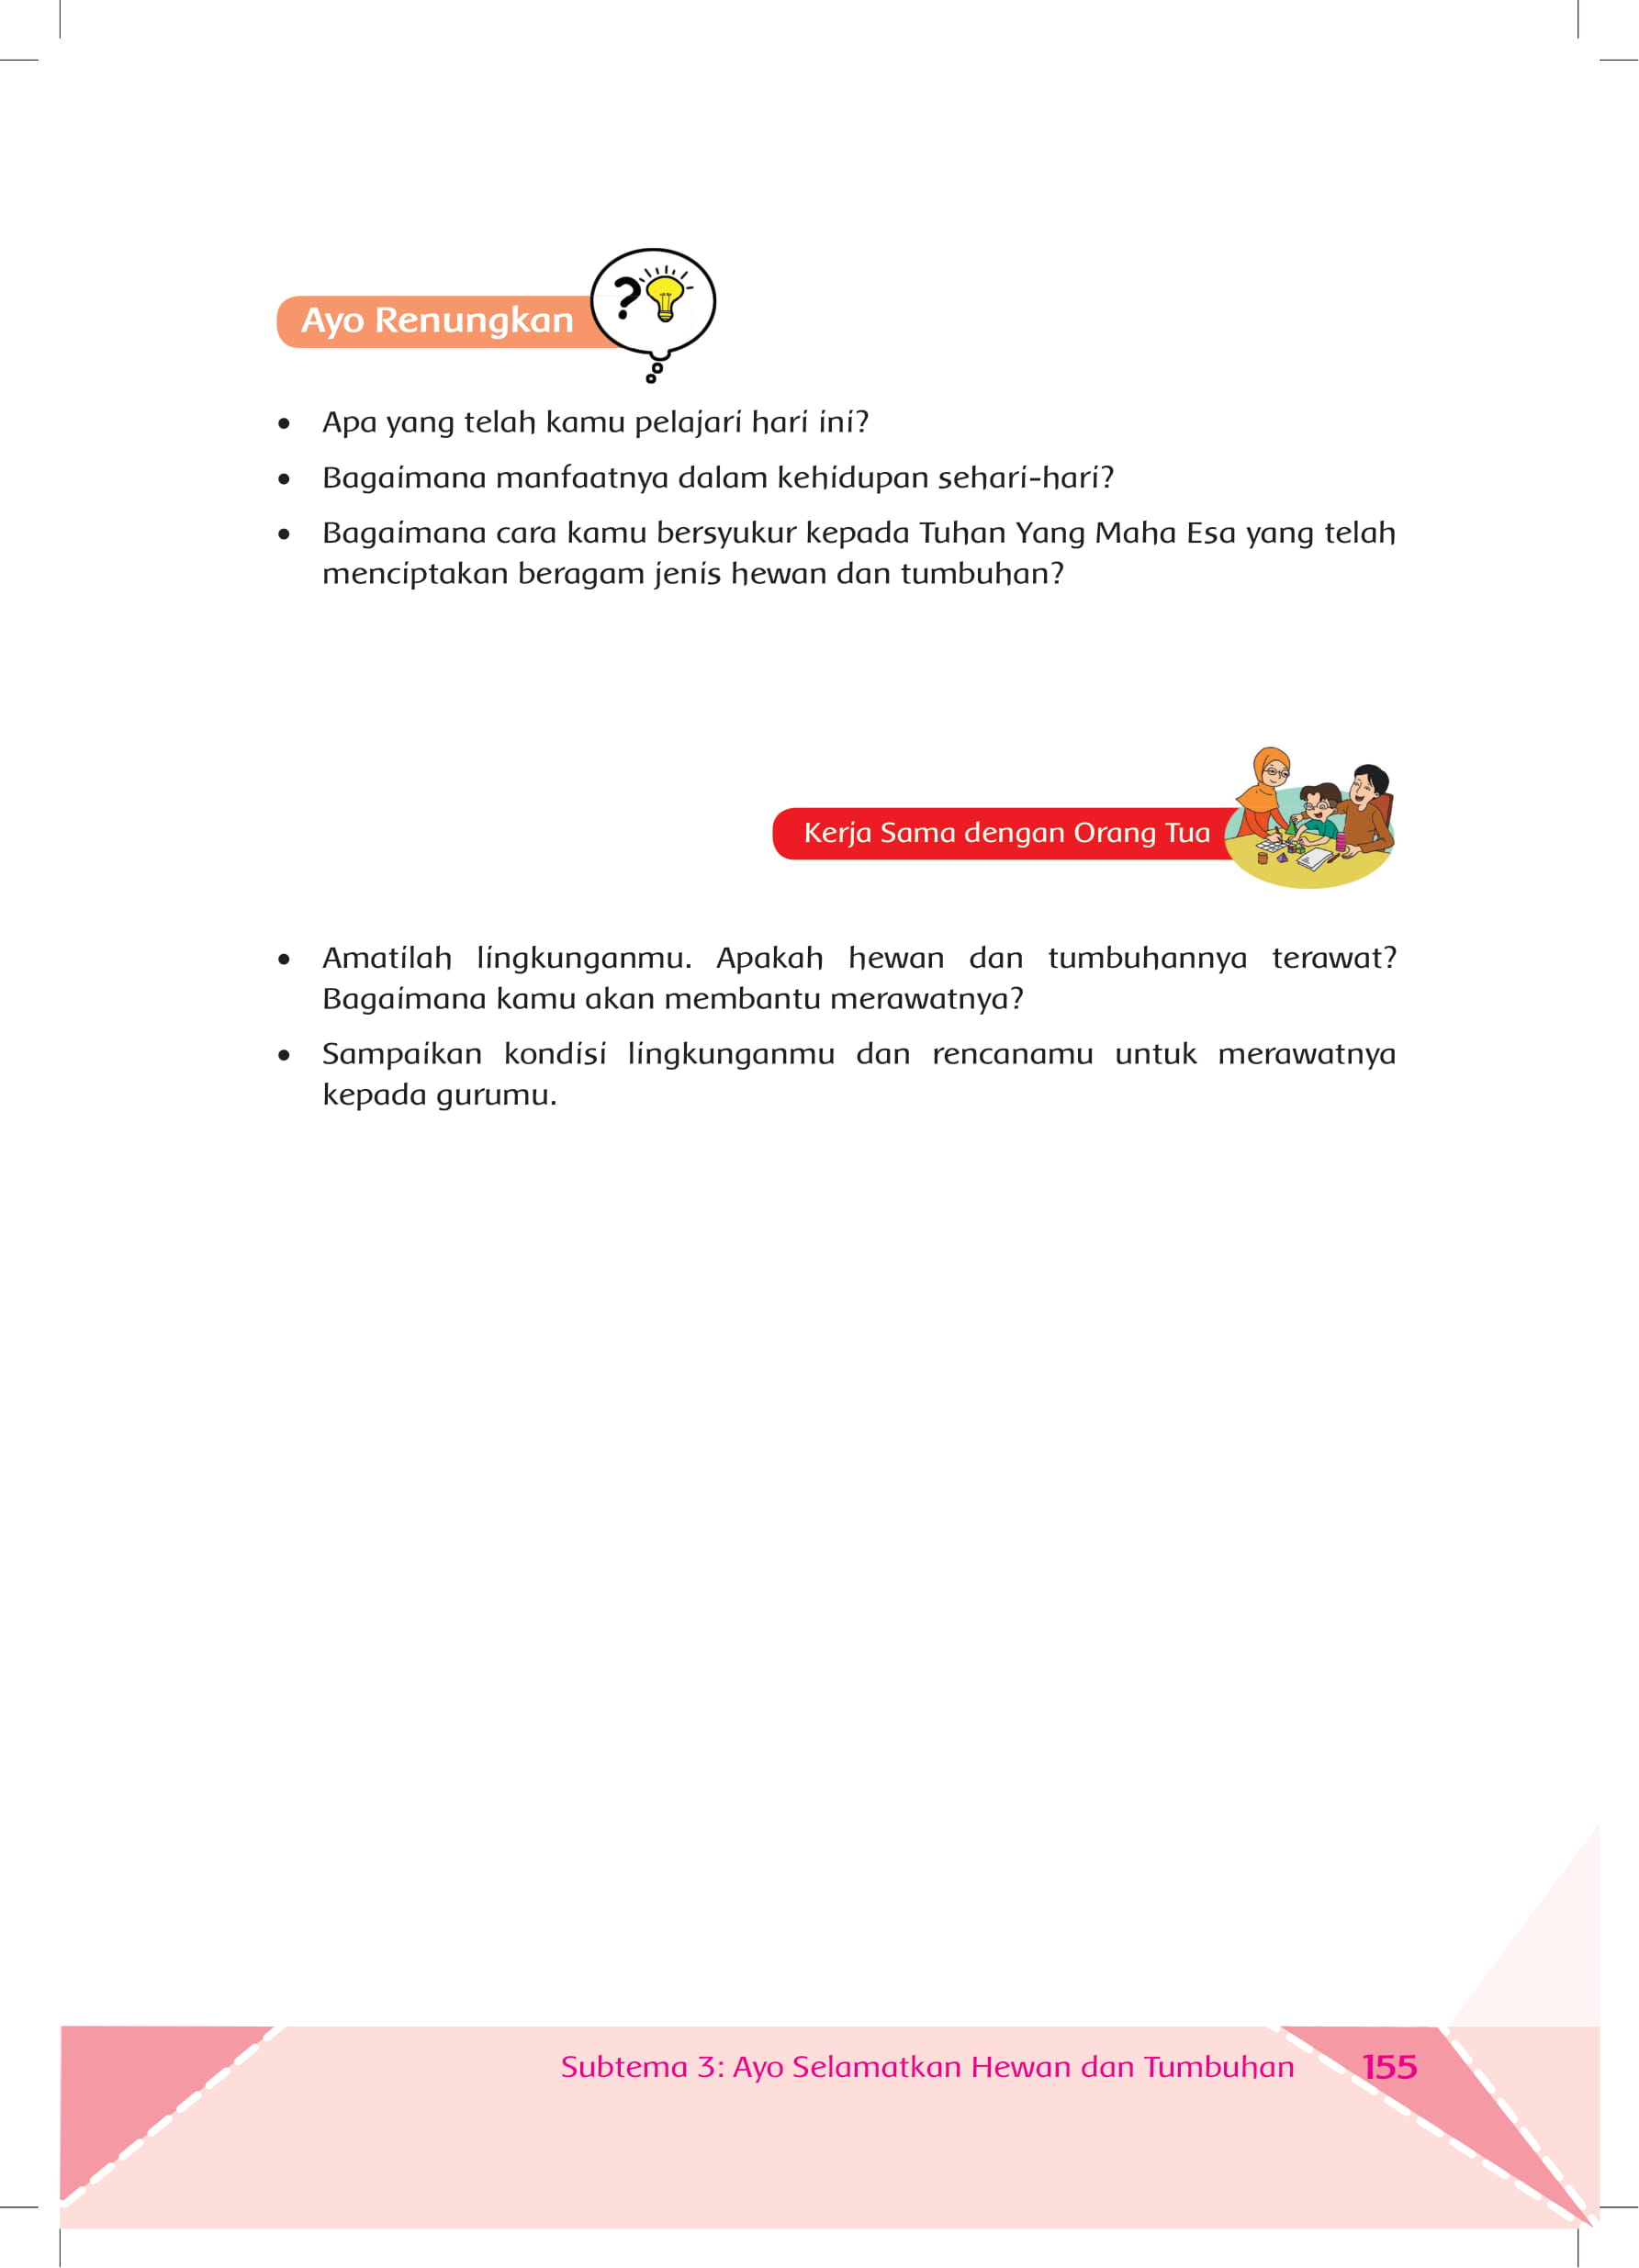 Ayo Renungkan
• Apa yang telah kamu pelajari hari ini?
• Bagaimana manfaatnya dalam kehidupan sehari-hari?
• Bagaimana cara kamu bersyukur kepada Tuhan Yang Maha Esa yang telah
menciptakan beragam jenis hewan dan tumbuhan?
Kerja Sama dengan Orang Tua
• Amatilah lingkunganmu. Apakah hewan dan tumbuhannya terawat?
Bagaimana kamu akan membantu merawatnya?
• Sampaikan kondisi lingkunganmu dan rencanamu untuk merawatnya
kepada gurumu.
Subtema 3: Ayo Selamatkan Hewan dan Tumbuhan 155